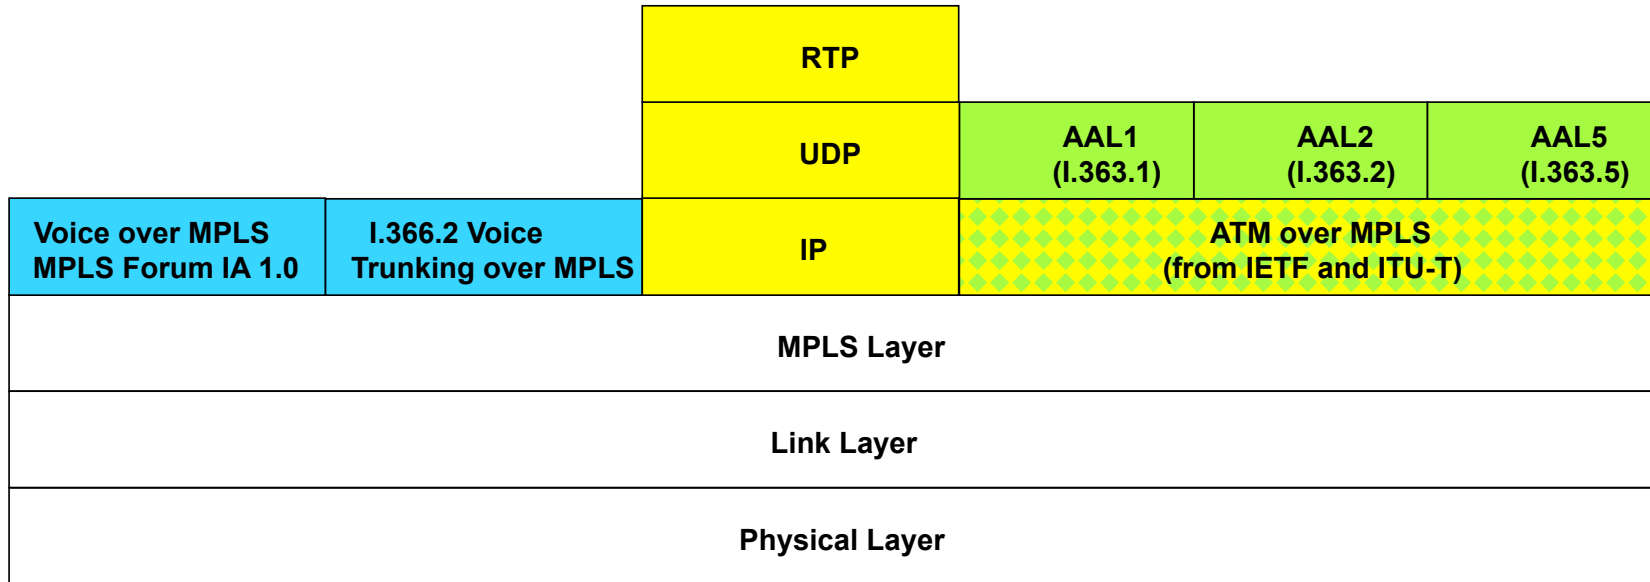 RTP
UDP
AAL1
(I.363.1)
AAL2
(I.363.2)
AAL5
(I.363.5)
Voice over MPLS
MPLS Forum IA 1.0
I.366.2 Voice
Trunking over MPLS
IP
ATM over MPLS
(from IETF and ITU-T)
MPLS Layer
Link Layer
Physical Layer